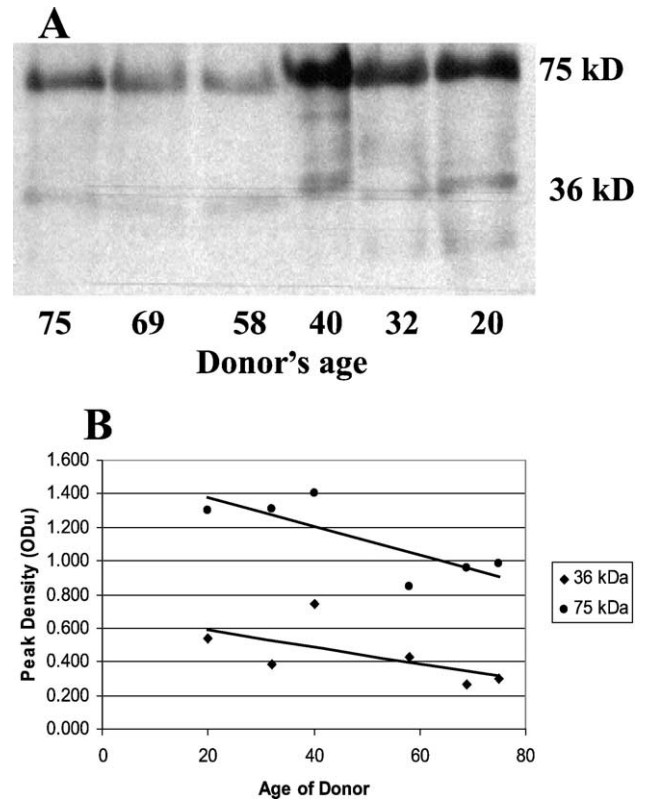 A
75 kD
36 kD
75 69 58 40 32 20
Donor's age
B
1.600
1.400
1.200
1.000
0.800
0.600
0.400
0.200
0.000
Peak Density (ODu)
36 kDa
75 kDa
0 20 40 60 80
Age of Donor